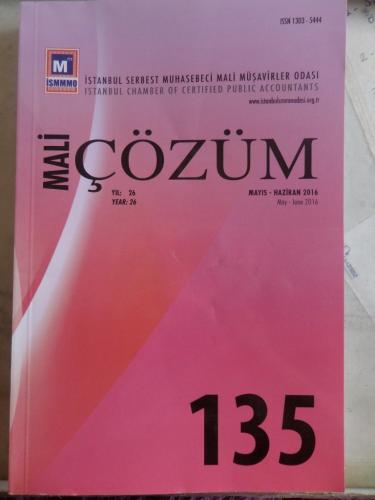 ISSN 1303 - 5444
M
İSMMMO
İSTANBUL SERBEST MUHASEBECİ MALİ MÜŞAVİRLER ODASI
ISTANBUL CHAMBER OF CERTIFIED PUBLIC ACCOUNTANTS
www.istanbulsmmmodasi.org.tr
MALİ
ÇÖZÜM
YIL: 26
YEAR: 26
MAYIS - HAZİRAN 2016
May - June 2016
135